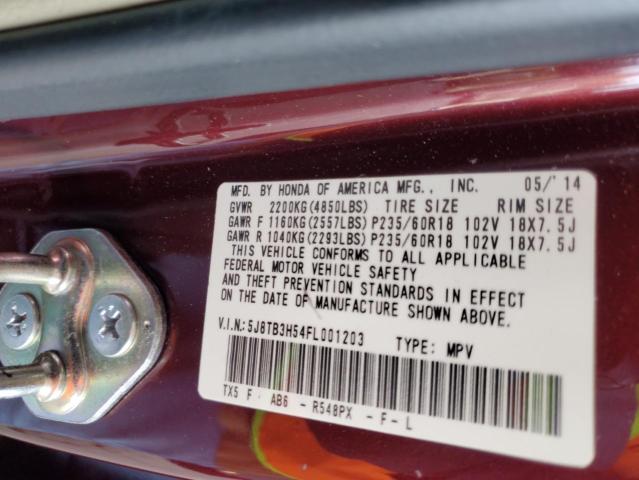 MFD. BY HONDA OF AMERICA MFG., INC. 05/'14
GVWR 2200KG(4850LBS) TIRE SIZE RIM SIZE
GAWR F 1160KG(2557LBS) P235/60R18 102V 18X7.5J
GAWR R 1040KG(2293LBS) P235/60R18 102V 18X7.5J
THIS VEHICLE CONFORMS TO ALL APPLICABLE
FEDERAL MOTOR VEHICLE SAFETY
AND THEFT PREVENTION STANDARDS IN EFFECT
ON THE DATE OF MANUFACTURE SHOWN ABOVE.
V.I.N.:5J8TB3H54FL001203 TYPE: MPV
TX5 F AB6 - R548PX - F - L